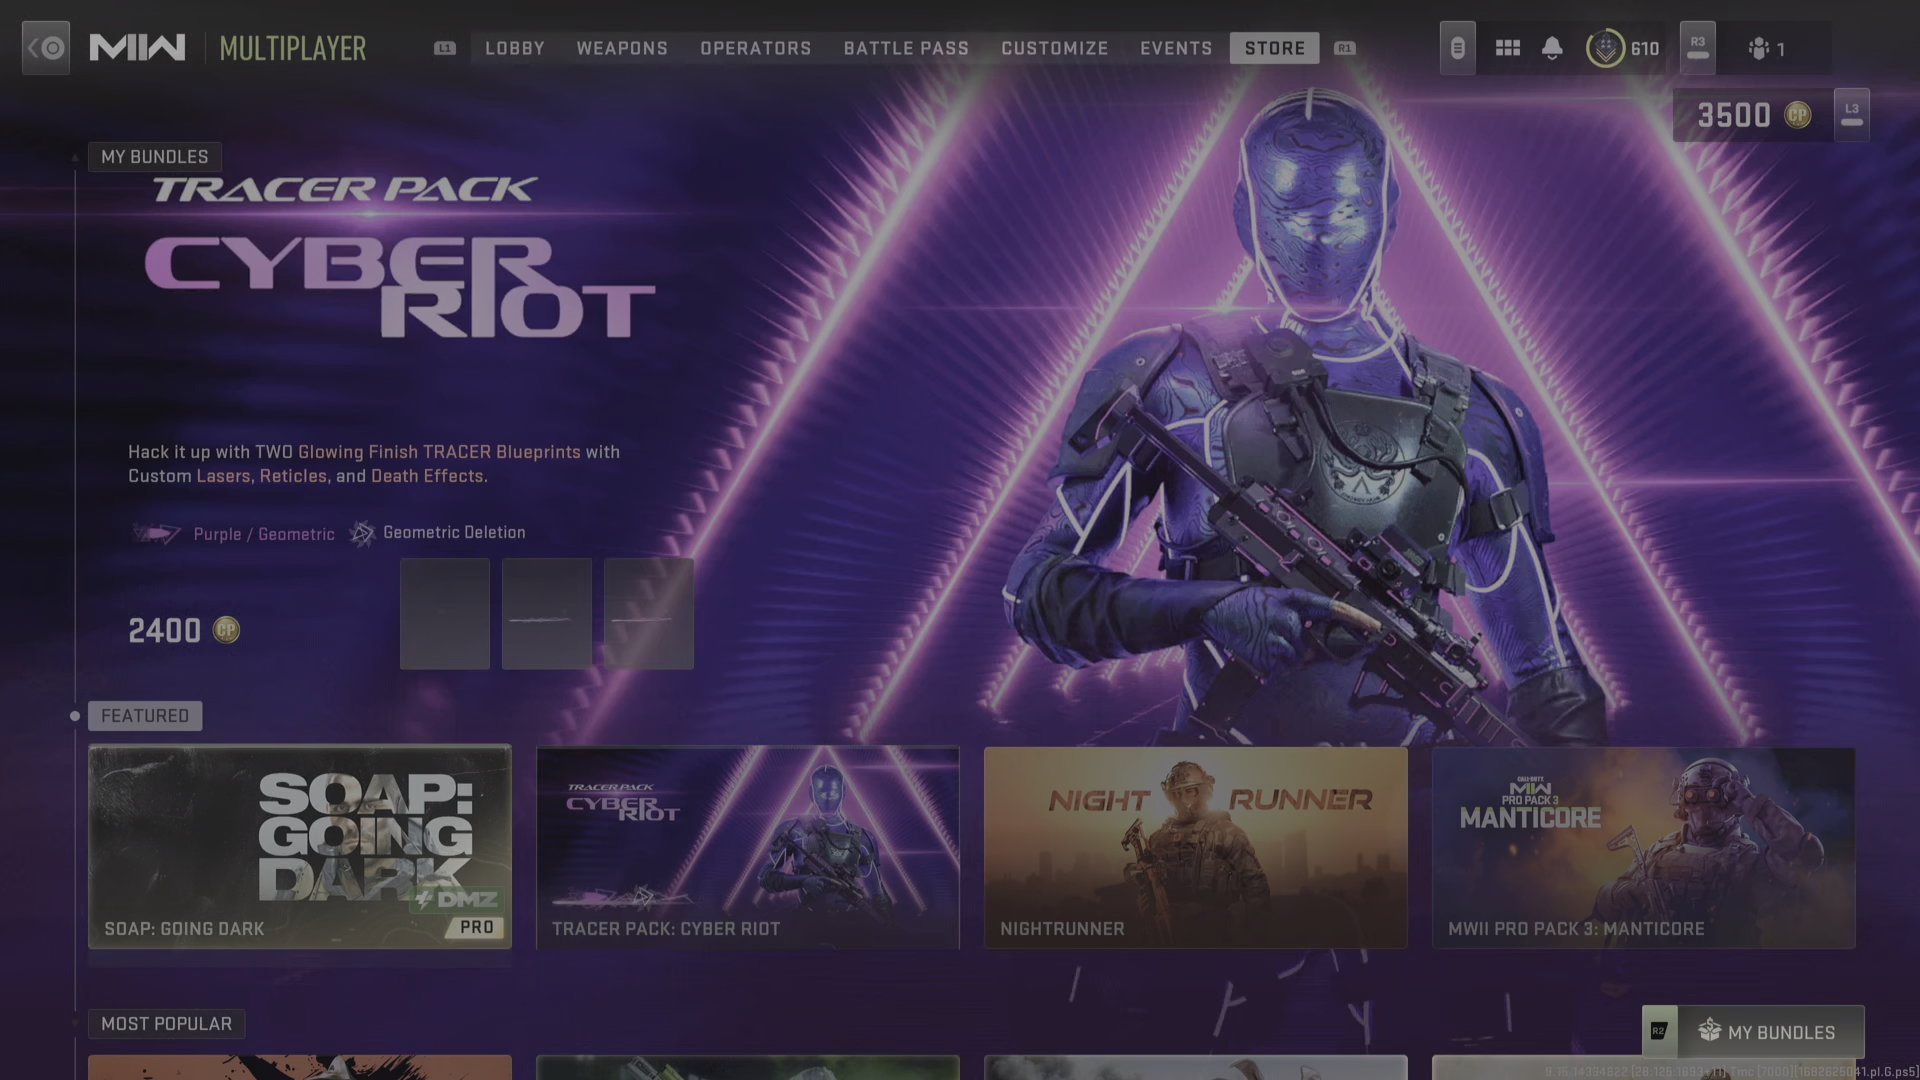 MW MULTIPLAYER
L1 LOBBY WEAPONS OPERATORS BATTLE PASS CUSTOMIZE EVENTS STORE R1
610 R3 1
3500 CP L3
MY BUNDLES
TRACER PACK
CYBER
RIOT
Hack it up with TWO Glowing Finish TRACER Blueprints with
Custom Lasers, Reticles, and Death Effects.
Purple / Geometric Geometric Deletion
2400 CP
FEATURED
SOAP:
GOING
DARK
DMZ
SOAP: GOING DARK
PRO
TRACER PACK
CYBER
RIOT
TRACER PACK: CYBER RIOT
NIGHT RUNNER
NIGHTRUNNER
CALL OF DUTY
MW
PRO PACK 3
MANTICORE
MWII PRO PACK 3: MANTICORE
MOST POPULAR
R2 MY BUNDLES